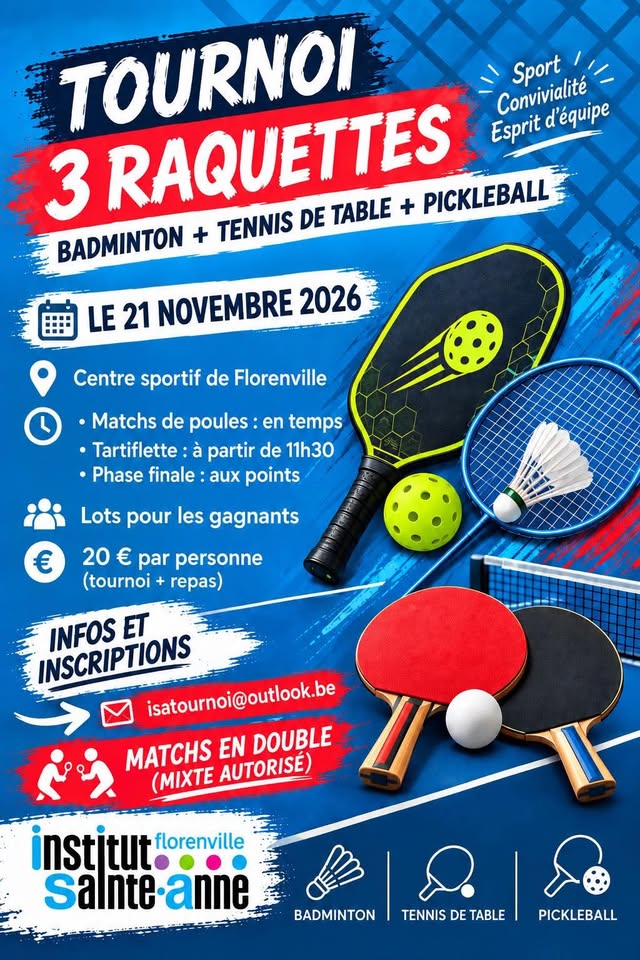 TOURNOI
3 RAQUETTES
BADMINTON + TENNIS DE TABLE + PICKLEBALL
Sport
Convivialité
Esprit d'équipe
LE 21 NOVEMBRE 2026
Centre sportif de Florenville
• Matchs de poules : en temps
• Tartiflette : à partir de 11h30
• Phase finale : aux points
Lots pour les gagnants
€
20 € par personne
(tournoi + repas)
INFOS ET
INSCRIPTIONS
isatournoi@outlook.be
MATCHS EN DOUBLE
(MIXTE AUTORISÉ)
institut florenville
sainte·anne
BADMINTON
TENNIS DE TABLE
PICKLEBALL